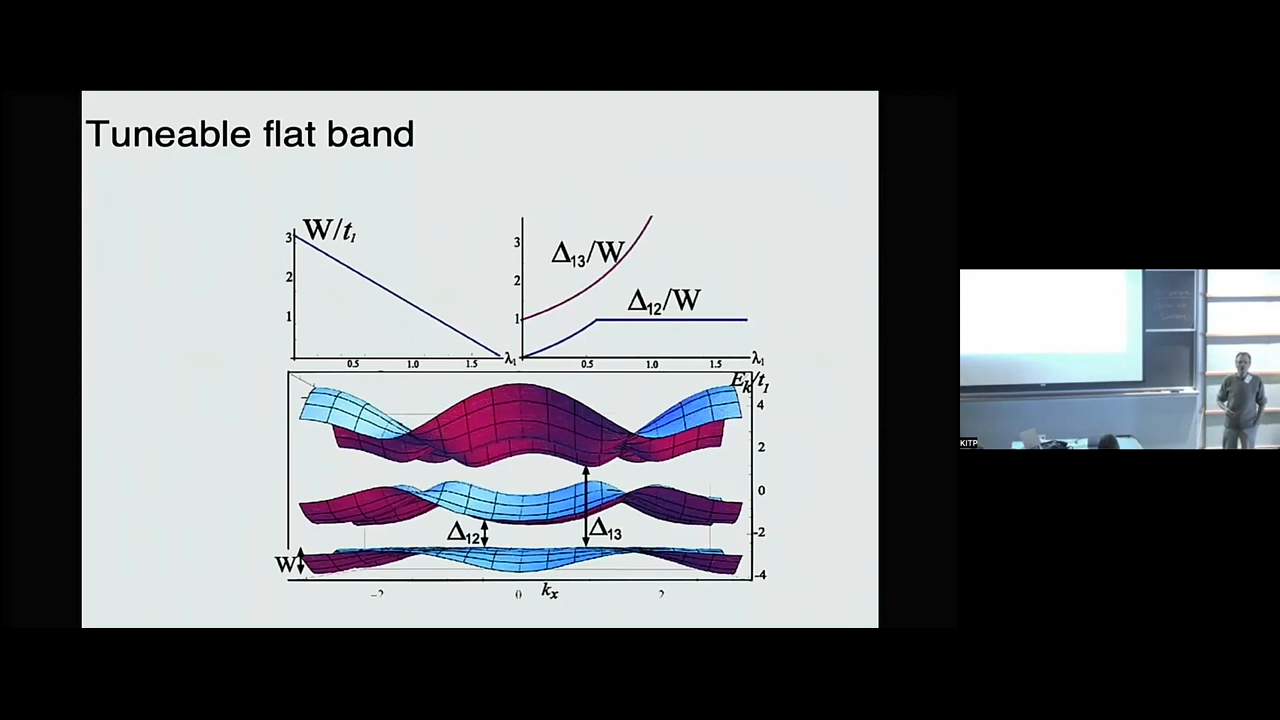 Tuneable flat band
W/t₁
3
2
1
0.5 1.0 1.5 λ₁
Δ₁₃/W
Δ₁₂/W
3
2
1
0.5 1.0 1.5 λ₁
Eₖ/t₁
4
2
0
-2
-4
Δ₁₂
Δ₁₃
W
-2 0 2
kₓ
KITP